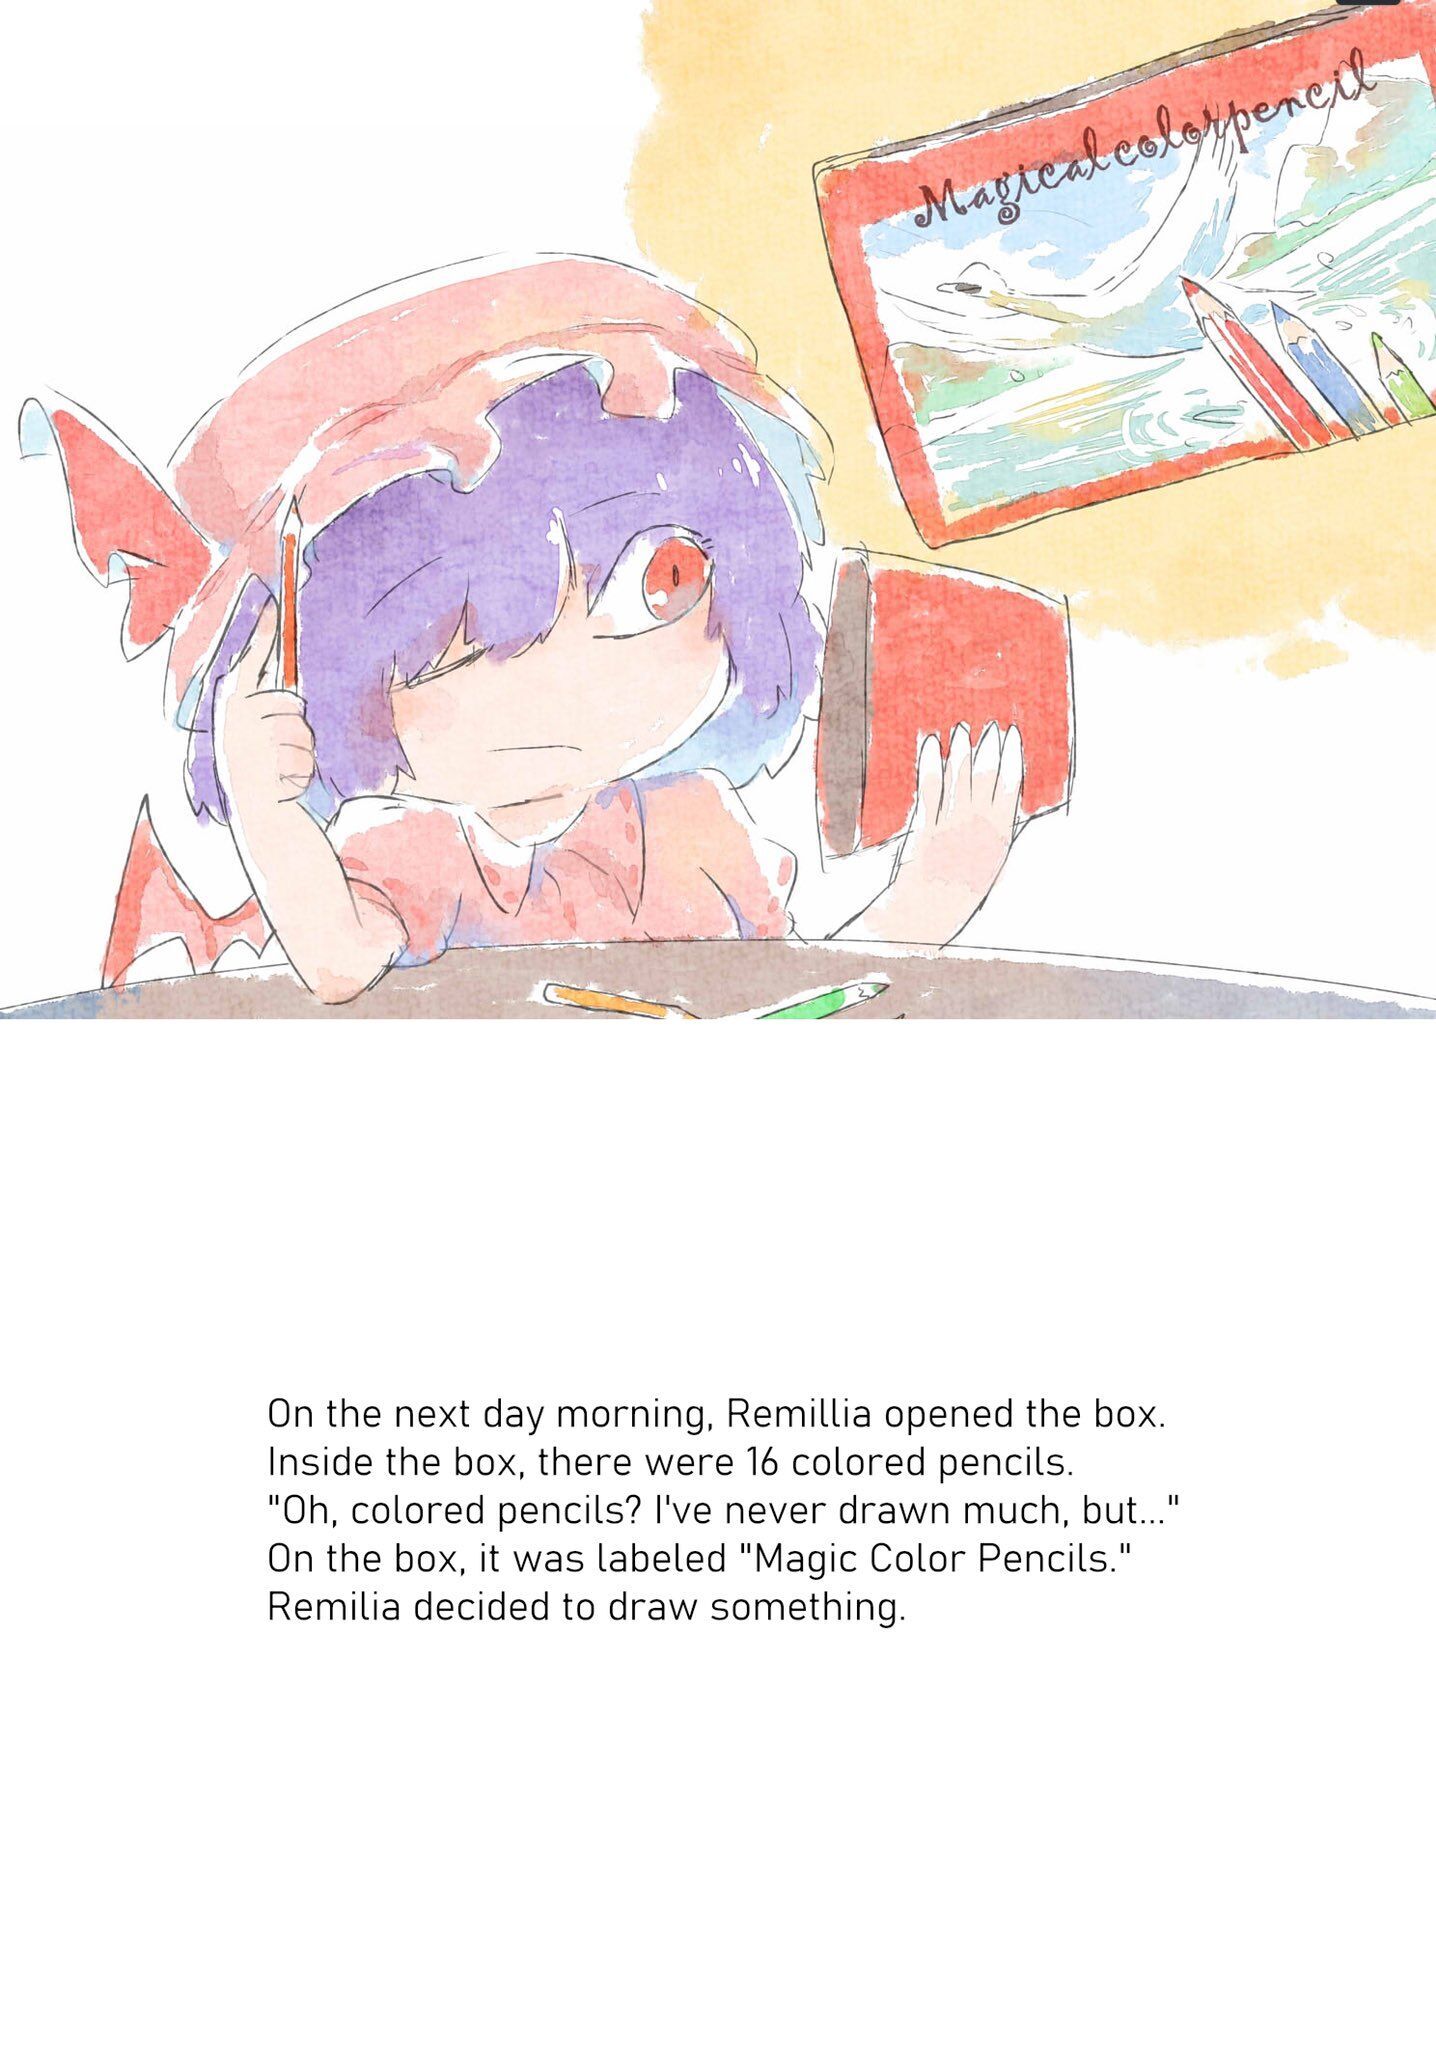 Magical colorpencil
On the next day morning, Remillia opened the box.
Inside the box, there were 16 colored pencils.
"Oh, colored pencils? I've never drawn much, but..."
On the box, it was labeled "Magic Color Pencils."
Remilia decided to draw something.